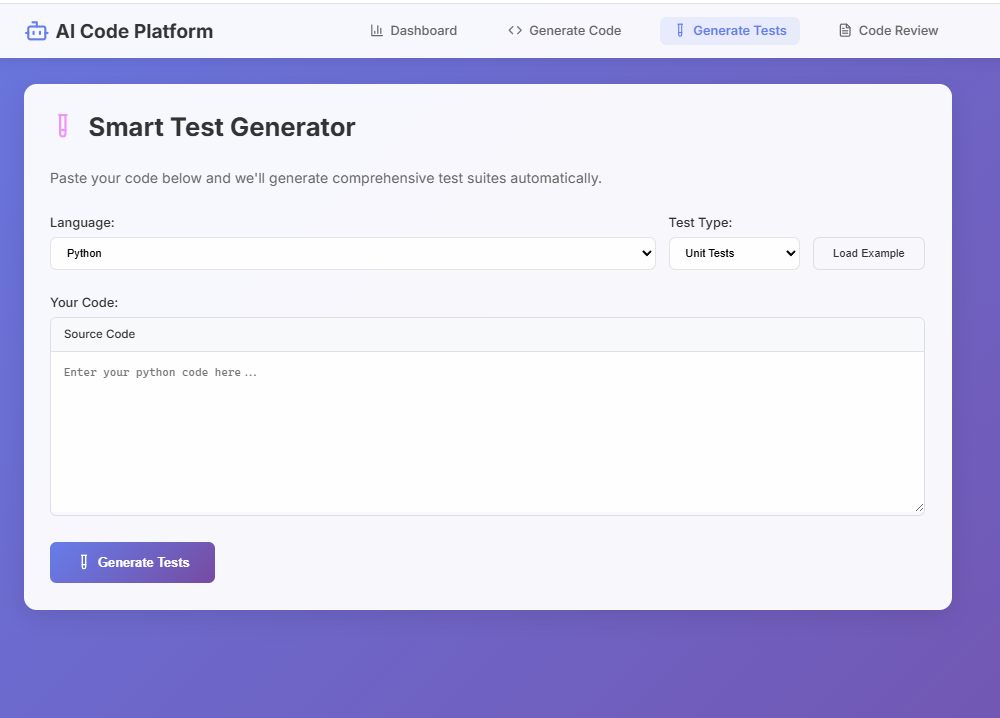 AI Code Platform
Dashboard
Generate Code
Generate Tests
Code Review
Smart Test Generator
Paste your code below and we'll generate comprehensive test suites automatically.
Language:
Test Type:
Python
Unit Tests
Load Example
Your Code:
Source Code
Enter your python code here...
Generate Tests